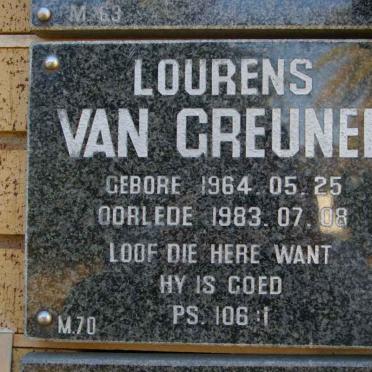 M 63
LOURENS
VAN GREUNE
GEBORE 1964.05.25
OORLEDE 1983.07.08
LOOF DIE HERE WANT
HY IS GOED
PS. 106:1
M.70